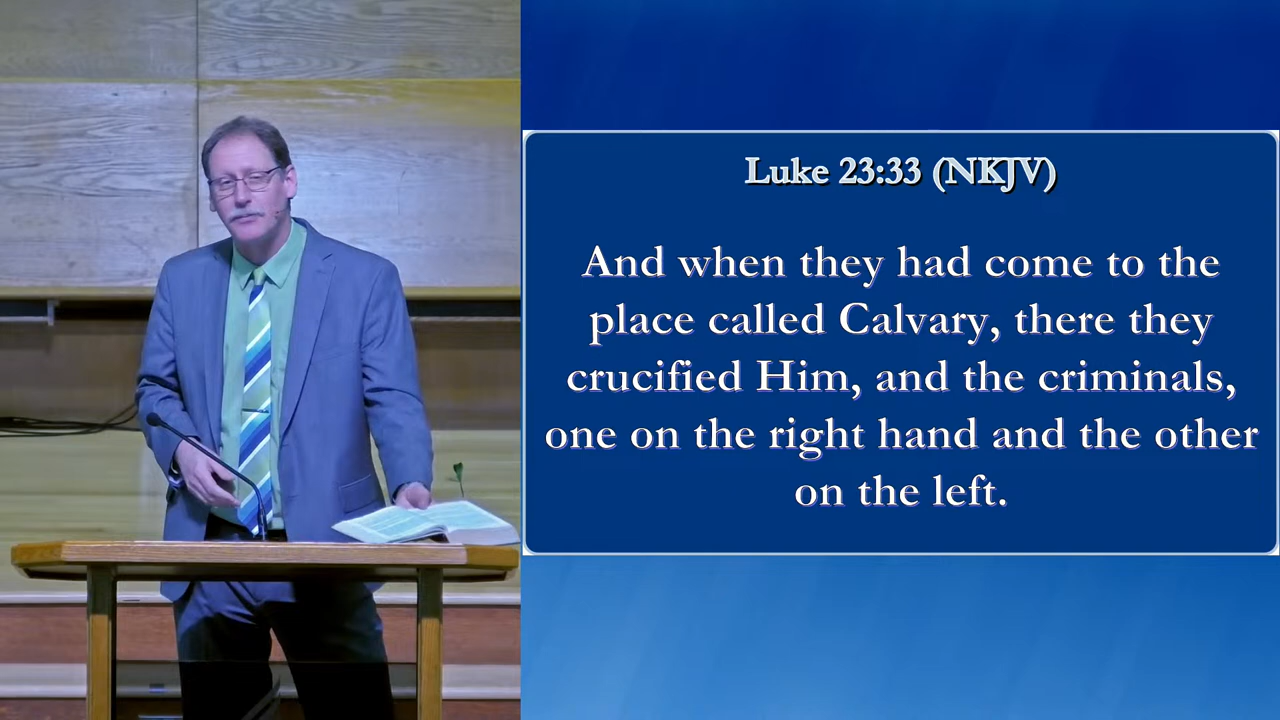 Luke 23:33 (NKJV)
And when they had come to the
place called Calvary, there they
crucified Him, and the criminals,
one on the right hand and the other
on the left.